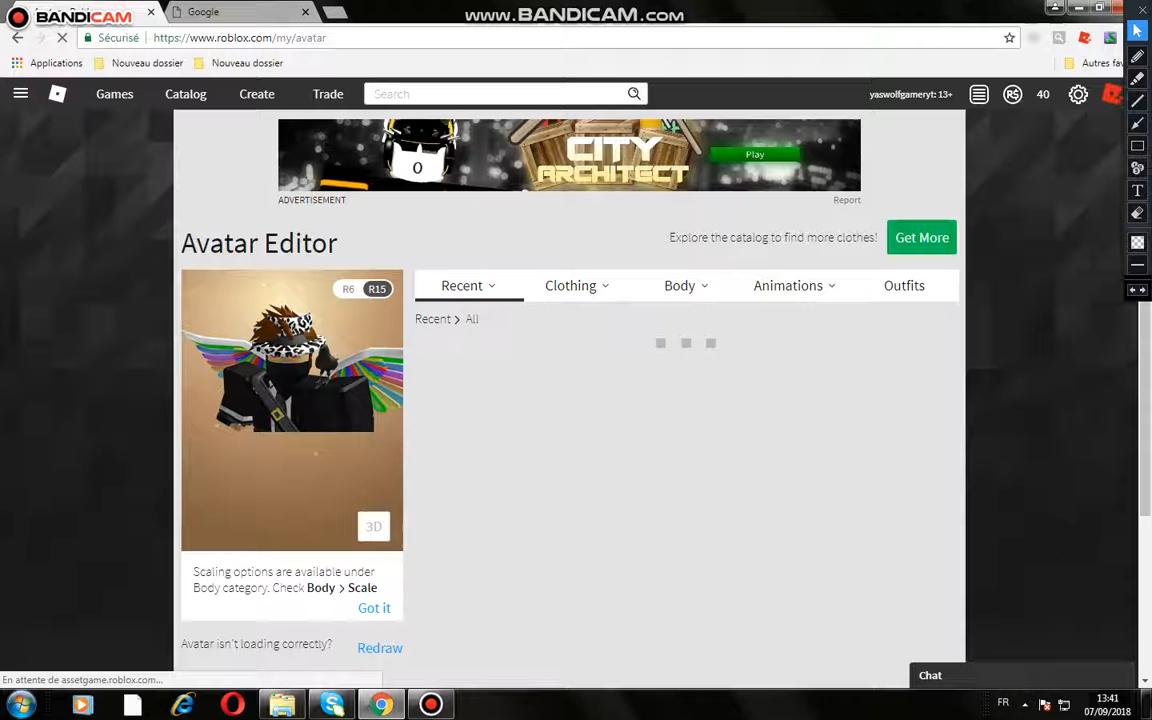 BANDICAM
www.BANDICAM.com
Google
Sécurisé
https://www.roblox.com/my/avatar
Applications
Nouveau dossier
Nouveau dossier
Autres fav
Games
Catalog
Create
Trade
Search
yaswolfgameryt: 13+
R$
40
0
CITY
ARCHITECT
Play
ADVERTISEMENT
Report
Avatar Editor
Explore the catalog to find more clothes!
Get More
R6
R15
Recent
Clothing
Body
Animations
Outfits
Recent > All
3D
Scaling options are available under
Body category. Check Body > Scale
Got it
Avatar isn't loading correctly?
Redraw
En attente de assetgame.roblox.com...
Chat
FR
13:41
07/09/2018